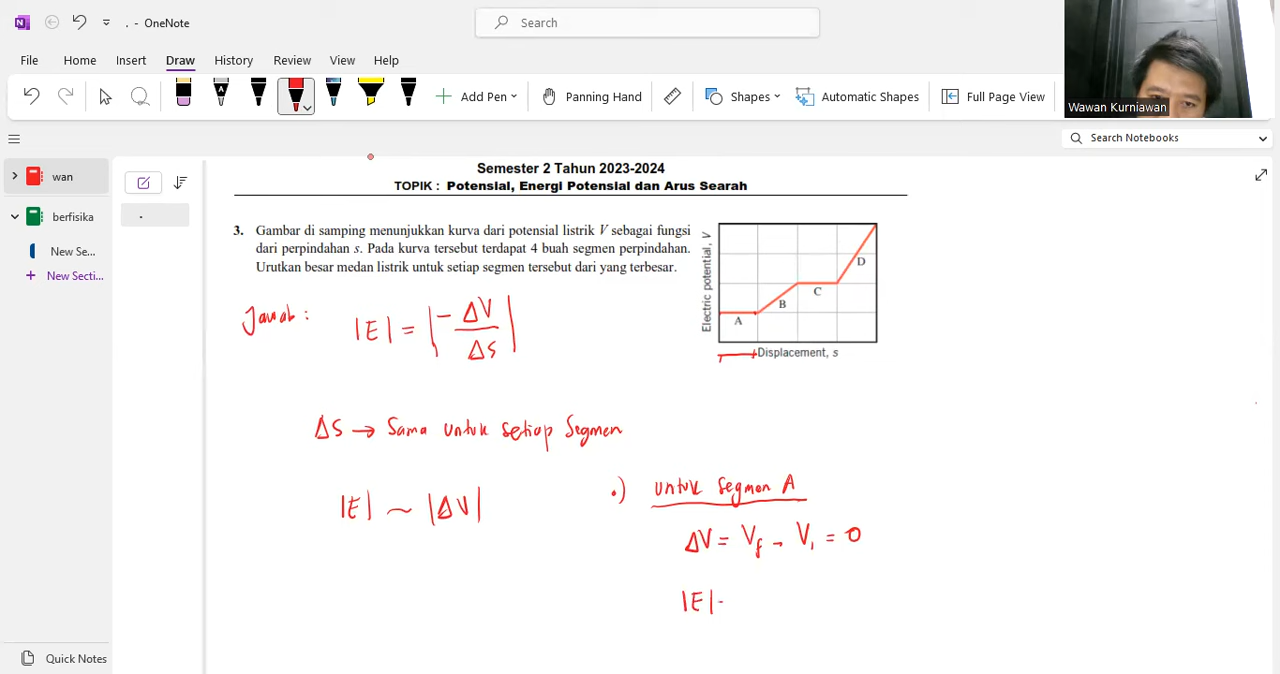 . - OneNote
Search
File Home Insert Draw History Review View Help
Add Pen
Panning Hand
Shapes
Automatic Shapes
Full Page View
Wawan Kurniawan
Search Notebooks
wan
berfisika
New Se...
New Secti...
.
Quick Notes
Semester 2 Tahun 2023-2024
TOPIK : Potensial, Energi Potensial dan Arus Searah
3. Gambar di samping menunjukkan kurva dari potensial listrik V sebagai fungsi
dari perpindahan s. Pada kurva tersebut terdapat 4 buah segmen perpindahan.
Urutkan besar medan listrik untuk setiap segmen tersebut dari yang terbesar.
Electric potential, V
A
B
C
D
Displacement, s
Jawab :
|E| = |- ΔV/Δs|
Δs → Sama untuk setiap segmen
|E| ~ |ΔV|
•) untuk segmen A
ΔV = Vf - Vi = 0
|E| -